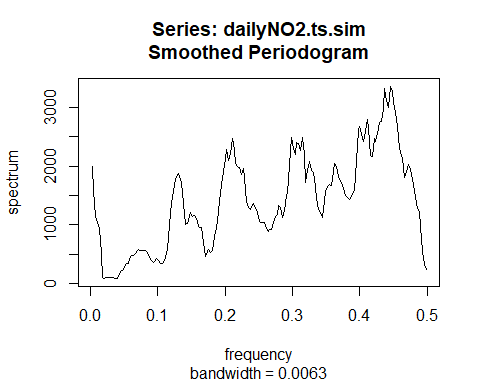 Series: dailyNO2.ts.sim
Smoothed Periodogram
spectrum
3000
2000
1000
0
0.0 0.1 0.2 0.3 0.4 0.5
frequency
bandwidth = 0.0063